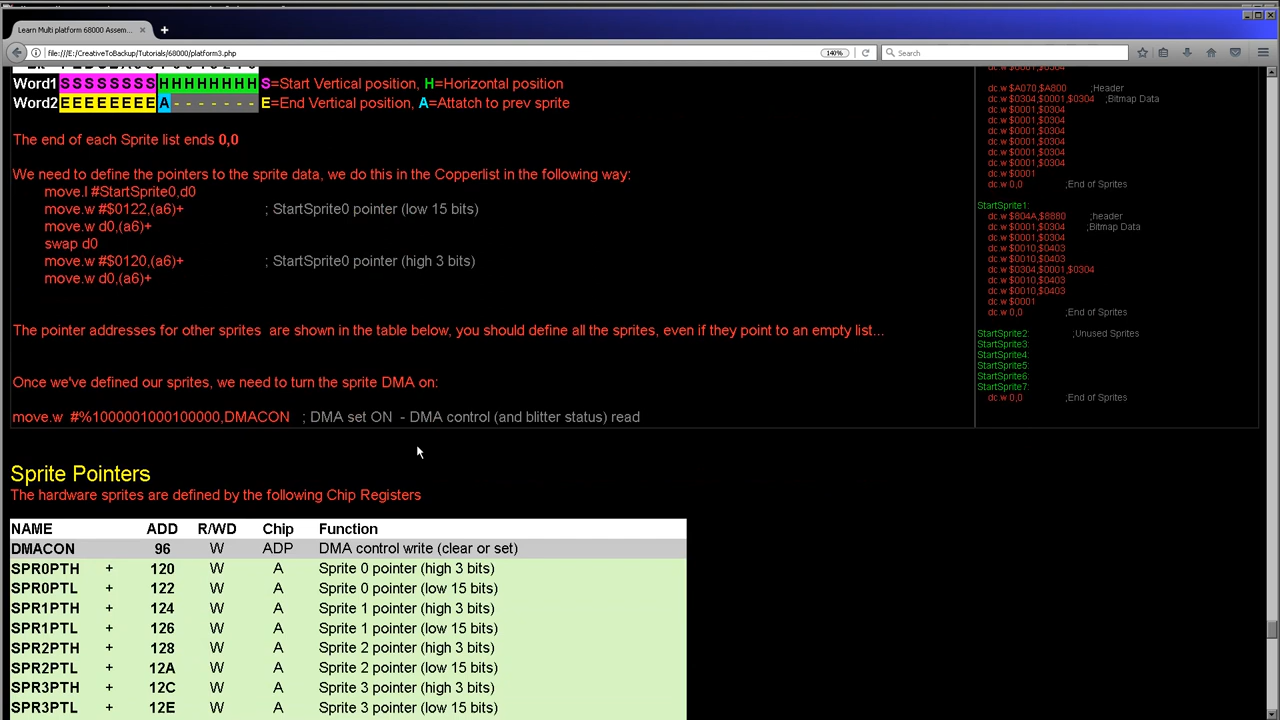 Learn Multi platform 68000 Assem...
file:///E:/CreativeToBackup/Tutorials/68000/platform3.php
140%
Search
Word1 S S S S S S S S H H H H H H H H S=Start Vertical position, H=Horizontal position
Word2 E E E E E E E E A - - - - - - - E=End Vertical position, A=Attatch to prev sprite
The end of each Sprite list ends 0,0
We need to define the pointers to the sprite data, we do this in the Copperlist in the following way:
move.l #StartSprite0,d0
move.w #$0122,(a6)+ ; StartSprite0 pointer (low 15 bits)
move.w d0,(a6)+
swap d0
move.w #$0120,(a6)+ ; StartSprite0 pointer (high 3 bits)
move.w d0,(a6)+
The pointer addresses for other sprites are shown in the table below, you should define all the sprites, even if they point to an empty list...
Once we've defined our sprites, we need to turn the sprite DMA on:
move.w #%1000001000100000,DMACON ; DMA set ON - DMA control (and blitter status) read
dc.w $A070,$A800 ;Header
dc.w $0304,$0001,$0304 ;Bitmap Data
dc.w $0001,$0304
dc.w $0001,$0304
dc.w $0001,$0304
dc.w $0001,$0304
dc.w $0001,$0304
dc.w $0001,$0304
dc.w $0001
dc.w 0,0 ;End of Sprites
StartSprite1:
dc.w $804A,$8880 ;header
dc.w $0001,$0304 ;Bitmap Data
dc.w $0001,$0304
dc.w $0010,$0403
dc.w $0010,$0403
dc.w $0304,$0001,$0304
dc.w $0010,$0403
dc.w $0010,$0403
dc.w $0001
dc.w 0,0 ;End of Sprites
StartSprite2: ;Unused Sprites
StartSprite3:
StartSprite4:
StartSprite5:
StartSprite6:
StartSprite7:
dc.w 0,0 ;End of Sprites
Sprite Pointers
The hardware sprites are defined by the following Chip Registers
NAME ADD R/WD Chip Function
DMACON 96 W ADP DMA control write (clear or set)
SPR0PTH + 120 W A Sprite 0 pointer (high 3 bits)
SPR0PTL + 122 W A Sprite 0 pointer (low 15 bits)
SPR1PTH + 124 W A Sprite 1 pointer (high 3 bits)
SPR1PTL + 126 W A Sprite 1 pointer (low 15 bits)
SPR2PTH + 128 W A Sprite 2 pointer (high 3 bits)
SPR2PTL + 12A W A Sprite 2 pointer (low 15 bits)
SPR3PTH + 12C W A Sprite 3 pointer (high 3 bits)
SPR3PTL + 12E W A Sprite 3 pointer (low 15 bits)